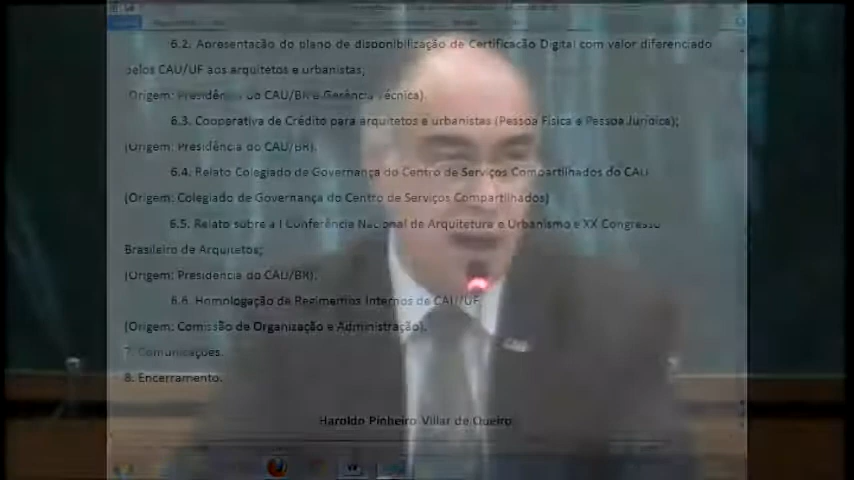 6.2. Apresentação do plano de disponibilização de Certificação Digital com valor diferenciado
pelos CAU/UF aos arquitetos e urbanistas;
(Origem: Presidência do CAU/BR e Gerência Técnica).
6.3. Cooperativa de Crédito para arquitetos e urbanistas (Pessoa Física e Pessoa Jurídica);
(Origem: Presidência do CAU/BR).
6.4. Relato Colegiado de Governança do Centro de Serviços Compartilhados do CAU
(Origem: Colegiado de Governança do Centro de Serviços Compartilhados)
6.5. Relato sobre a I Conferência Nacional de Arquitetura e Urbanismo e XX Congresso
Brasileiro de Arquitetos;
(Origem: Presidência do CAU/BR).
6.6. Homologação de Regimentos Internos de CAU/UF
(Origem: Comissão de Organização e Administração).
7. Comunicações.
8. Encerramento.
Haroldo Pinheiro Villar de Queiroz